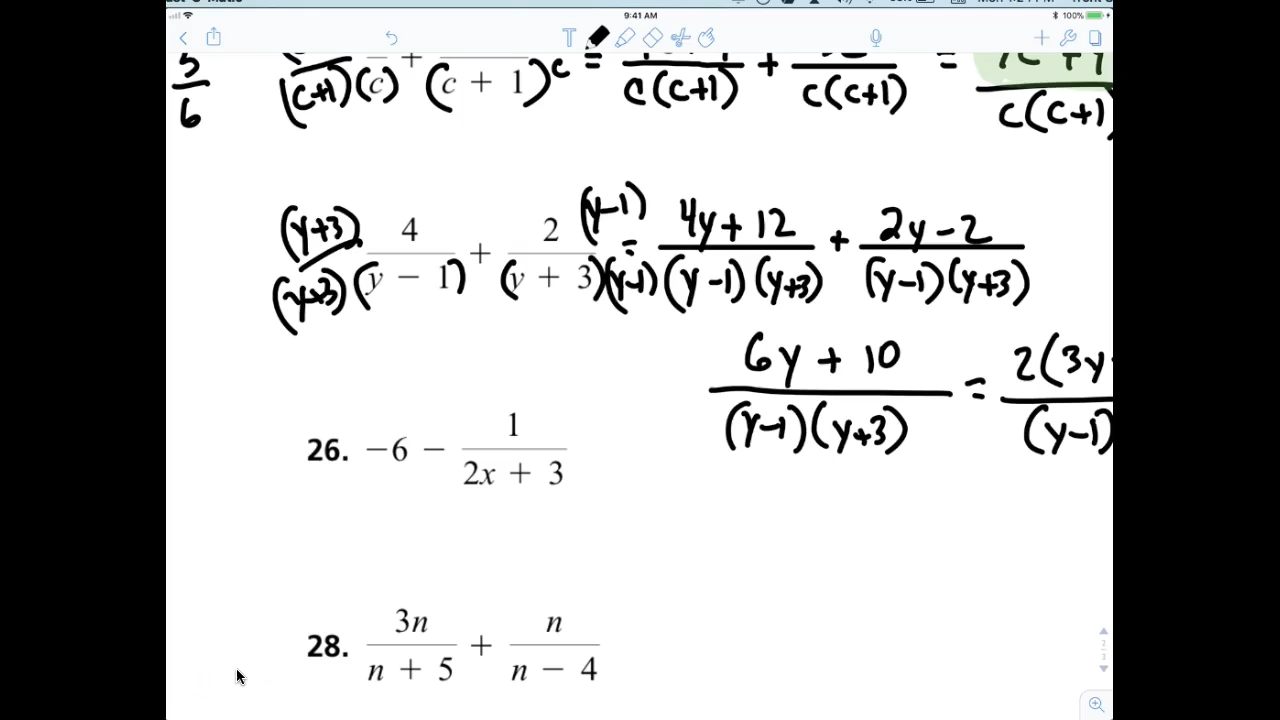 9:41 AM
100%
5/6 (c+1)(c) + (c + 1)c = c(c+1) + c(c+1) = c(c+1)
(y+3)/(y+3) 4/(y − 1) + 2/(y + 3) (y-1)/(y-1) = 4y + 12/(y-1)(y+3) + 2y - 2/(y-1)(y+3)
6y + 10/(y-1)(y+3) = 2(3y/(y-1)
26. −6 − 1/(2x + 3)
28. 3n/(n + 5) + n/(n − 4)